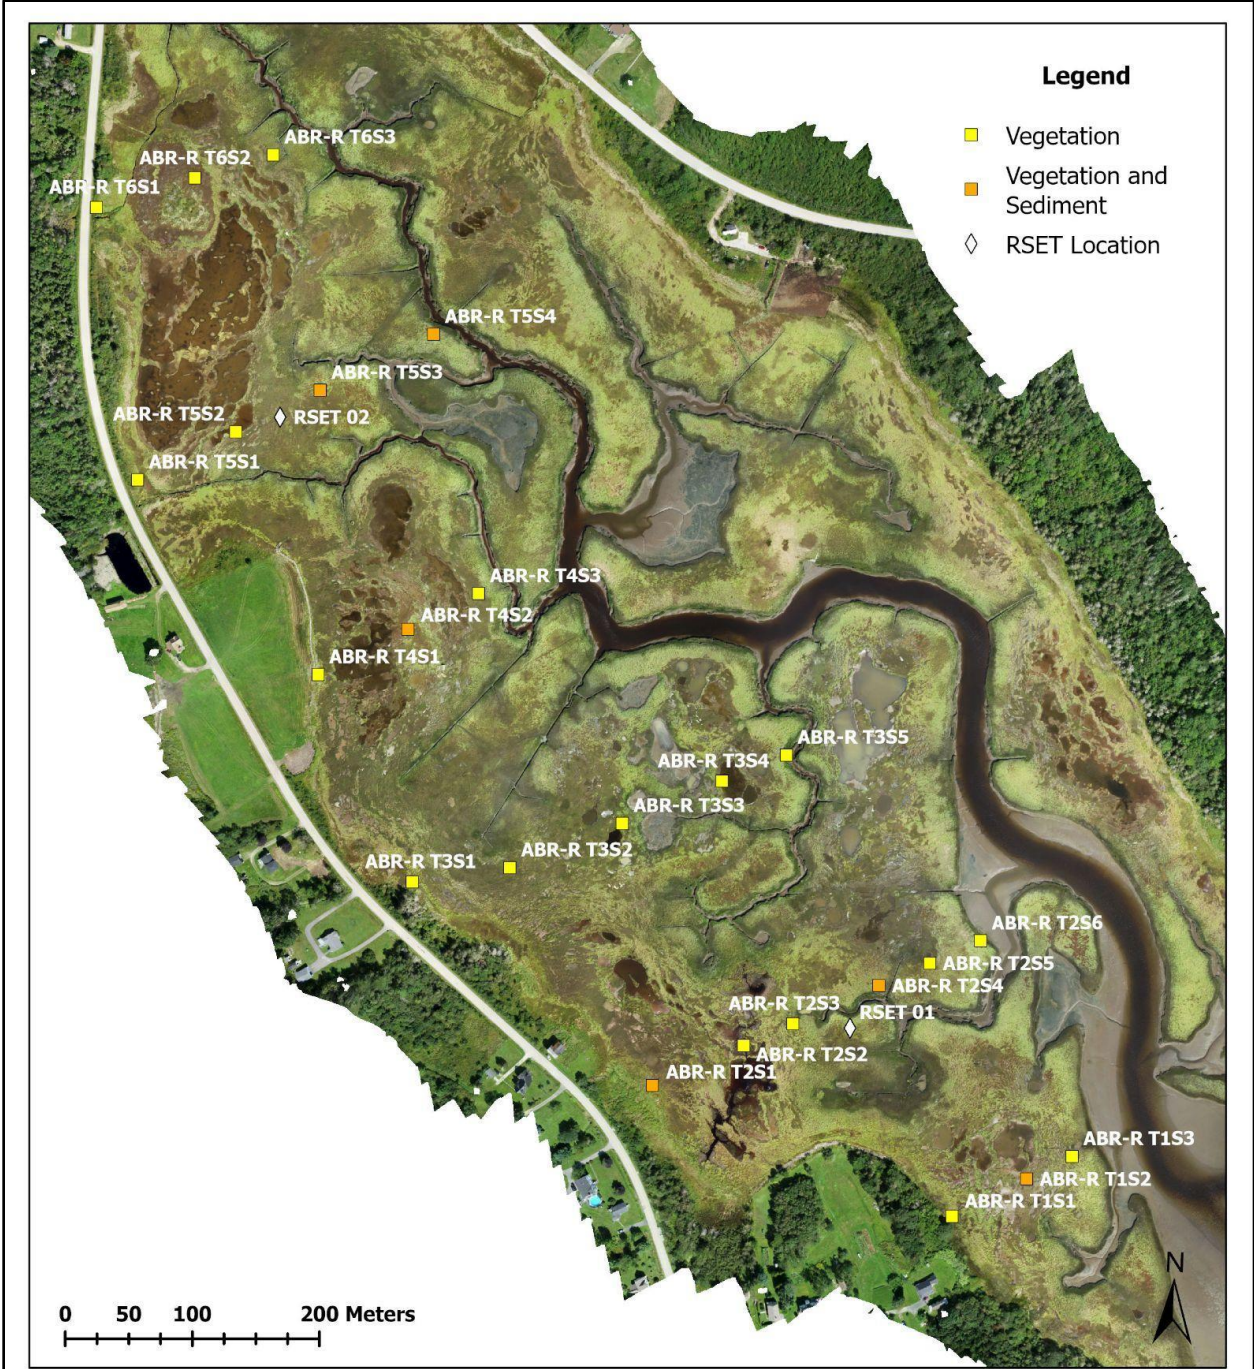 Legend
Vegetation
Vegetation and
Sediment
RSET Location
ABR-R T6S3
ABR-R T6S2
ABR-R T6S1
ABR-R T5S4
ABR-R T5S3
ABR-R T5S2
RSET 02
ABR-R T5S1
ABR-R T4S3
ABR-R T4S2
ABR-R T4S1
ABR-R T3S5
ABR-R T3S4
ABR-R T3S3
ABR-R T3S2
ABR-R T3S1
ABR-R T2S6
ABR-R T2S5
ABR-R T2S4
ABR-R T2S3
RSET 01
ABR-R T2S2
ABR-R T2S1
ABR-R T1S3
ABR-R T1S2
ABR-R T1S1
N
0 50 100 200 Meters